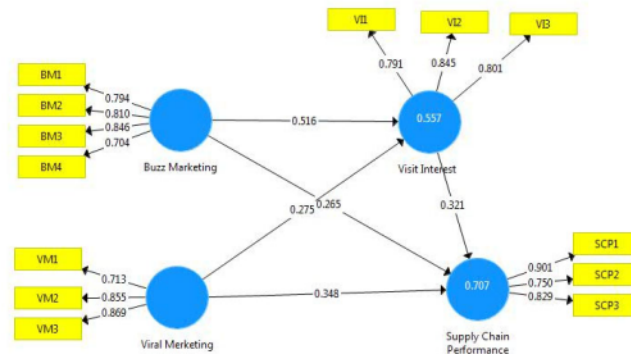 VI1
VI2
VI3
0.791
0.845
0.801
BM1
BM2
BM3
BM4
0.794
0.810
0.846
0.704
Buzz Marketing
0.516
0.557
Visit Interest
0.275
0.265
0.321
VM1
VM2
VM3
0.713
0.855
0.869
Viral Merketing
0.348
0.707
Supply Chain
Performance
0.901
0.750
0.829
SCP1
SCP2
SCP3